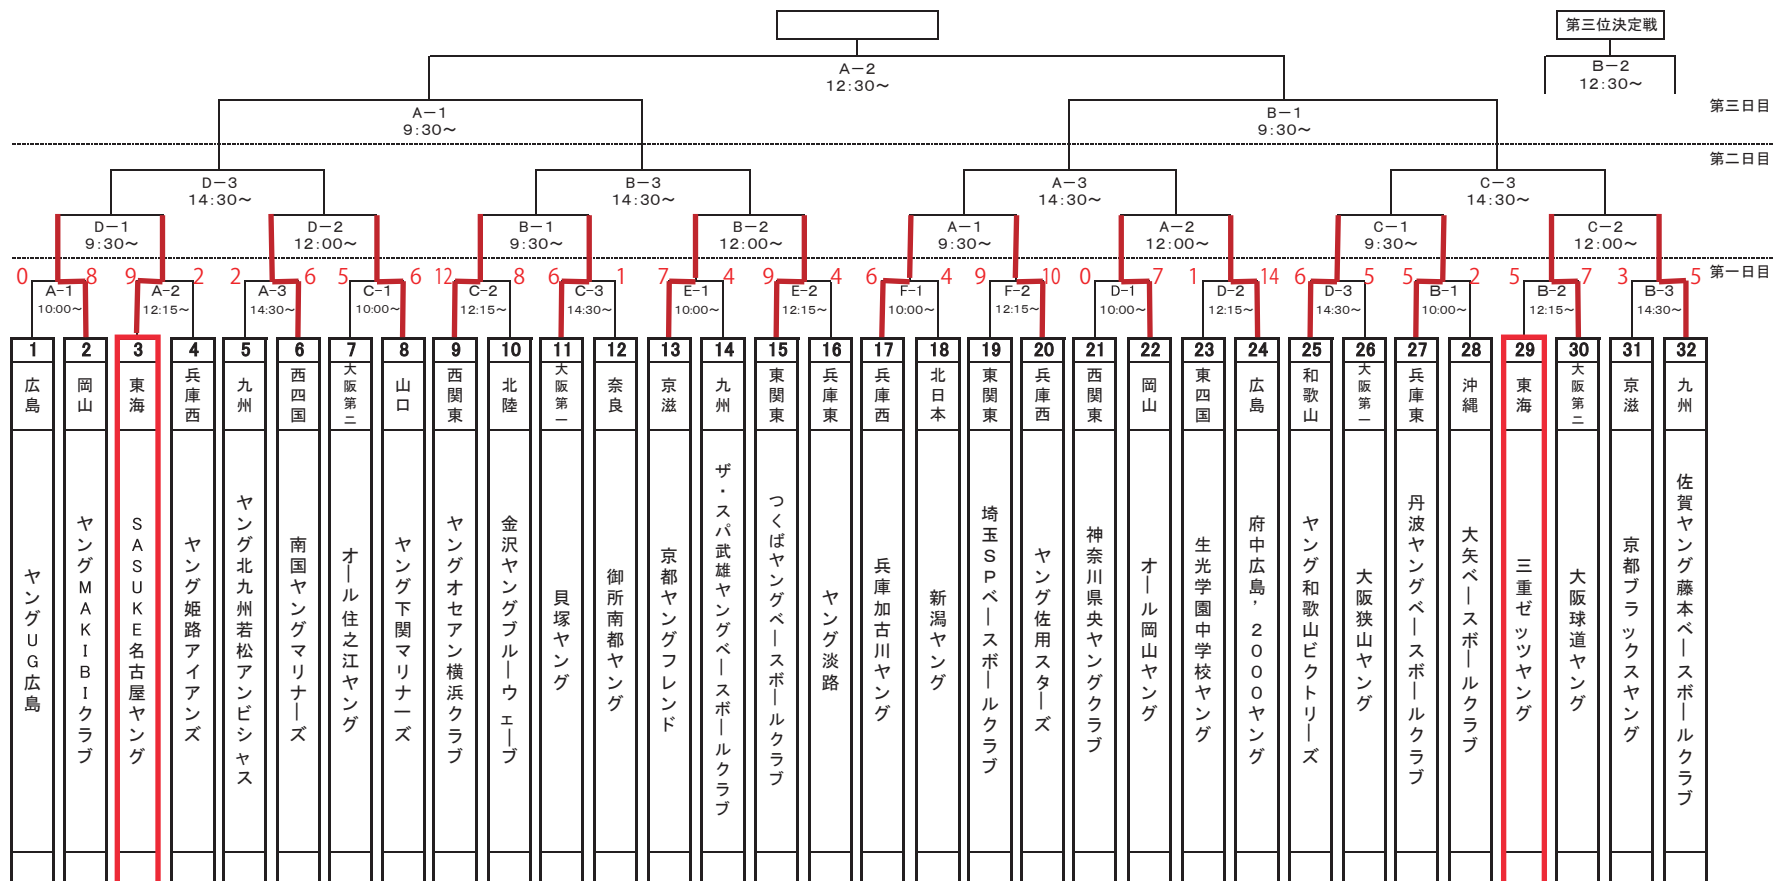 第三位決定戦
A－2
12:30～
B－2
12:30～
第三日目
A－1
9:30～
B－1
9:30～
第二日目
D－3
14:30～
B－3
14:30～
A－3
14:30～
C－3
14:30～
D－1
9:30～
D－2
12:00～
B－1
9:30～
B－2
12:00～
A－1
9:30～
A－2
12:00～
C－1
9:30～
C－2
12:00～
第一日目
0 8 9 2 2 6 5 6 12 8 6 1 7 4 9 4 6 4 9 10 0 7 1 14 6 5 5 2 5 7 3 5
A-1
10:00～
A-2
12:15～
A-3
14:30～
C-1
10:00～
C-2
12:15～
C-3
14:30～
E-1
10:00～
E-2
12:15～
F-1
10:00～
F-2
12:15～
D-1
10:00～
D-2
12:15～
D-3
14:30～
B-1
10:00～
B-2
12:15～
B-3
14:30～
1 広島 ヤングUG広島
2 岡山 ヤングMAKIBIクラブ
3 東海 SASUKE名古屋ヤング
4 兵庫西 ヤング姫路アイアンズ
5 九州 ヤング北九州若松アンビシャス
6 西四国 南国ヤングマリナーズ
7 大阪第二 オール住之江ヤング
8 山口 ヤング下関マリナーズ
9 西関東 ヤングオセアン横浜クラブ
10 北陸 金沢ヤングブルーウェーブ
11 大阪第一 貝塚ヤング
12 奈良 御所南都ヤング
13 京滋 京都ヤングフレンド
14 九州 ザ・スパ武雄ヤングベースボールクラブ
15 東関東 つくばヤングベースボールクラブ
16 兵庫東 ヤング淡路
17 兵庫西 兵庫加古川ヤング
18 北日本 新潟ヤング
19 東関東 埼玉SPベースボールクラブ
20 兵庫西 ヤング佐用スターズ
21 西関東 神奈川県央ヤングクラブ
22 岡山 オール岡山ヤング
23 東四国 生光学園中学校ヤング
24 広島 府中広島’2000ヤング
25 和歌山 ヤング和歌山ビクトリーズ
26 大阪第一 大阪狭山ヤング
27 兵庫東 丹波ヤングベースボールクラブ
28 沖縄 大矢ベースボールクラブ
29 東海 三重ゼッツヤング
30 大阪第二 大阪球道ヤング
31 京滋 京都ブラックスヤング
32 九州 佐賀ヤング藤本ベースボールクラブ